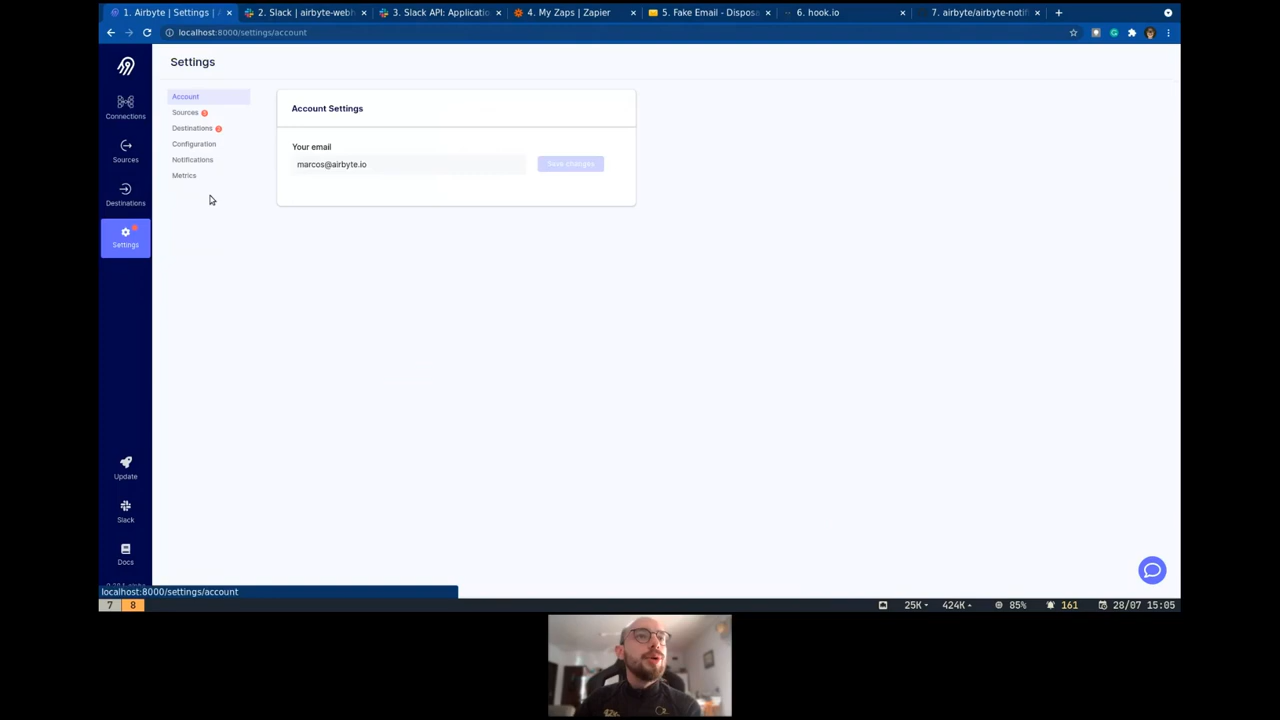 1. Airbyte | Settings | A
2. Slack | airbyte-webh
3. Slack API: Applicatio
4. My Zaps | Zapier
5. Fake Email - Disposa
6. hook.io
7. airbyte/airbyte-notif
localhost:8000/settings/account
Settings
Connections
Sources
Destinations
Settings
Update
Slack
Docs
Account
Sources
Destinations
Configuration
Notifications
Metrics
Account Settings
Your email
marcos@airbyte.io
Save changes
localhost:8000/settings/account
7 8
25K 424K 85% 161 28/07 15:05